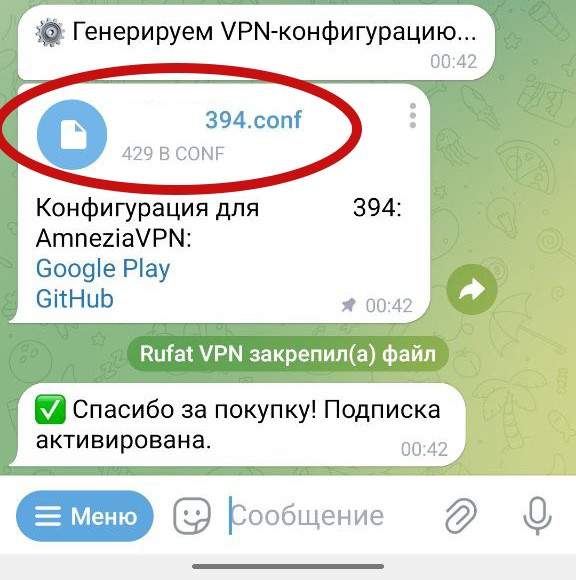 Генерируем VPN-конфигурацию...
00:42
394.conf
429 B CONF
Конфигурация для 394:
AmneziaVPN:
Google Play
GitHub
00:42
Rufat VPN закрепил(а) файл
Спасибо за покупку! Подписка
активирована.
00:42
Меню
Сообщение